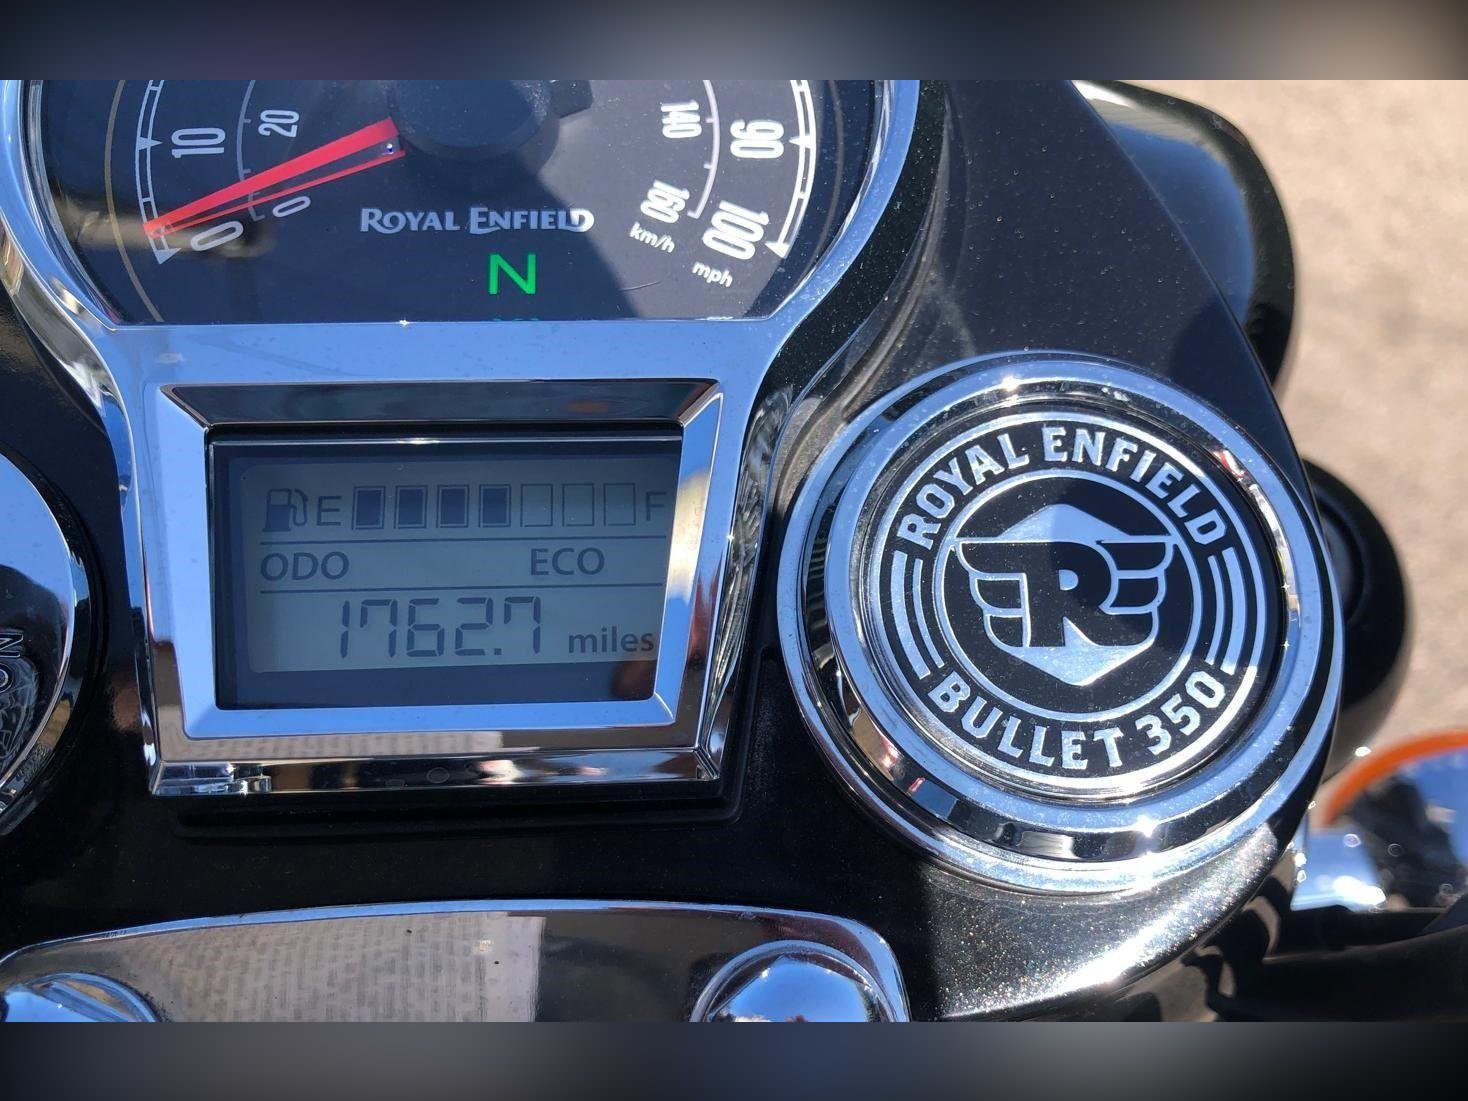 10
20
0
0
140
90
160
100
km/h
mph
ROYAL ENFIELD
N
E
F
ODO
ECO
1762.7 miles
ROYAL ENFIELD
R
BULLET 350